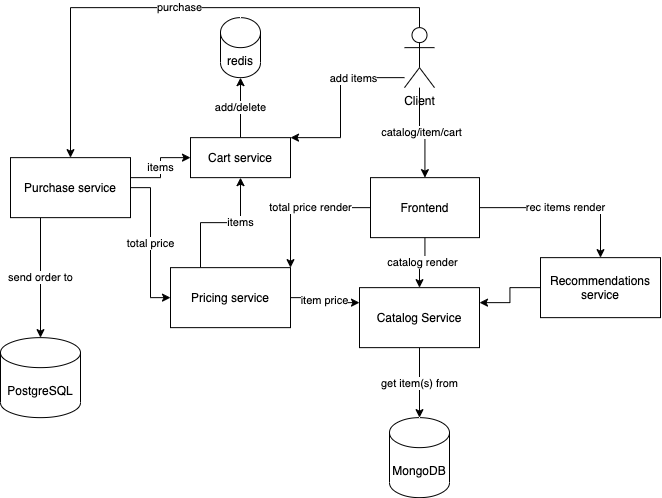 purchase
redis
add items
Client
add/delete
catalog/item/cart
Cart service
items
Purchase service
total price render
Frontend
rec items render
items
total price
catalog render
send order to
Recommendations
service
Pricing service
item price
Catalog Service
get item(s) from
PostgreSQL
MongoDB